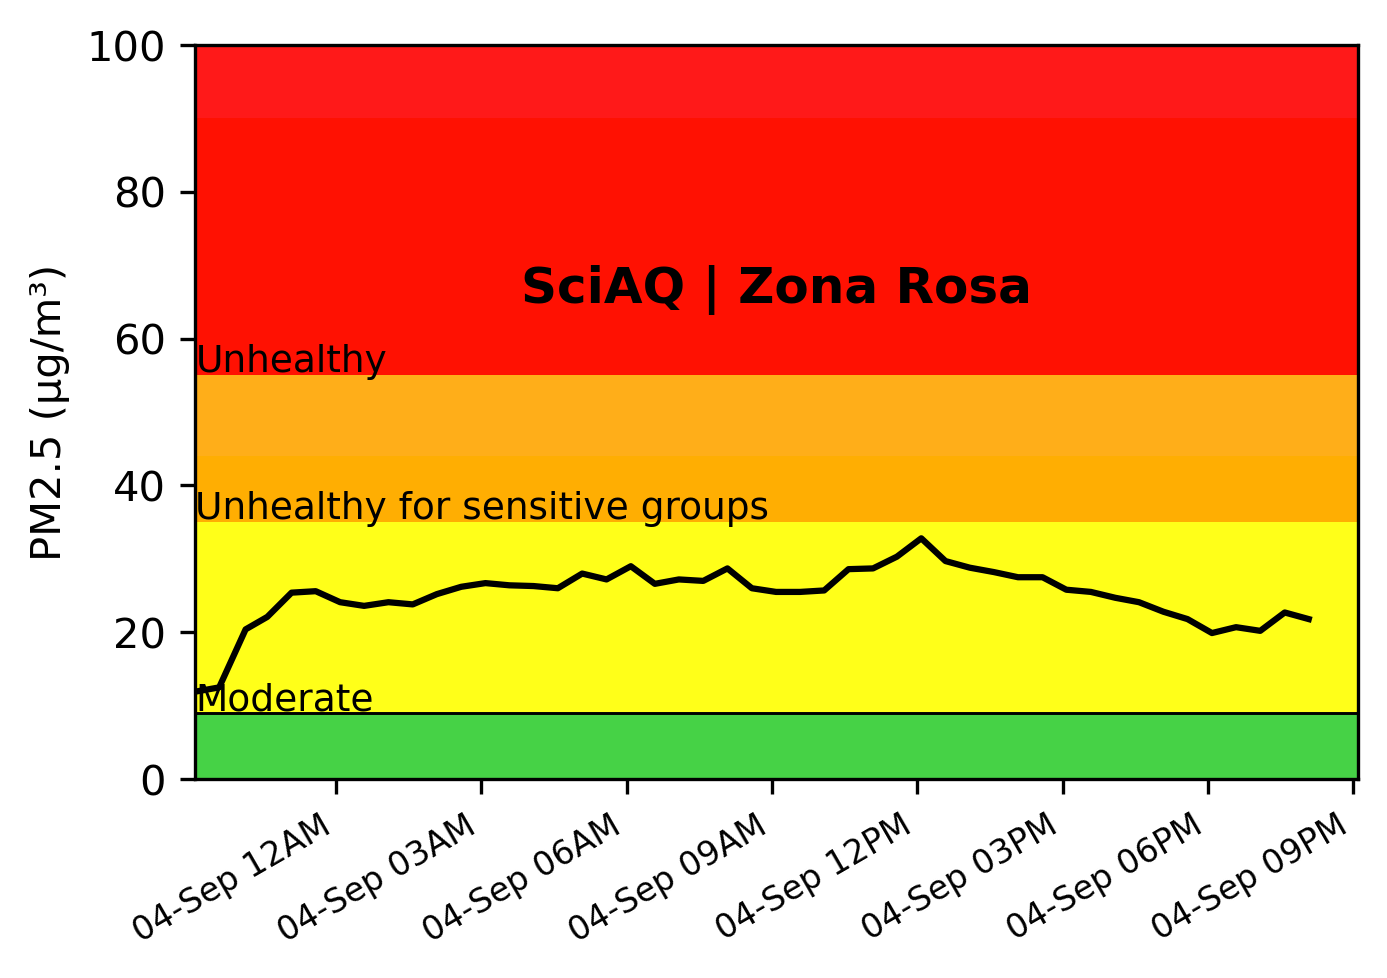 100
80
60
40
20
0
PM2.5 (µg/m³)
SciAQ | Zona Rosa
Unhealthy
Unhealthy for sensitive groups
Moderate
04-Sep 12AM
04-Sep 03AM
04-Sep 06AM
04-Sep 09AM
04-Sep 12PM
04-Sep 03PM
04-Sep 06PM
04-Sep 09PM